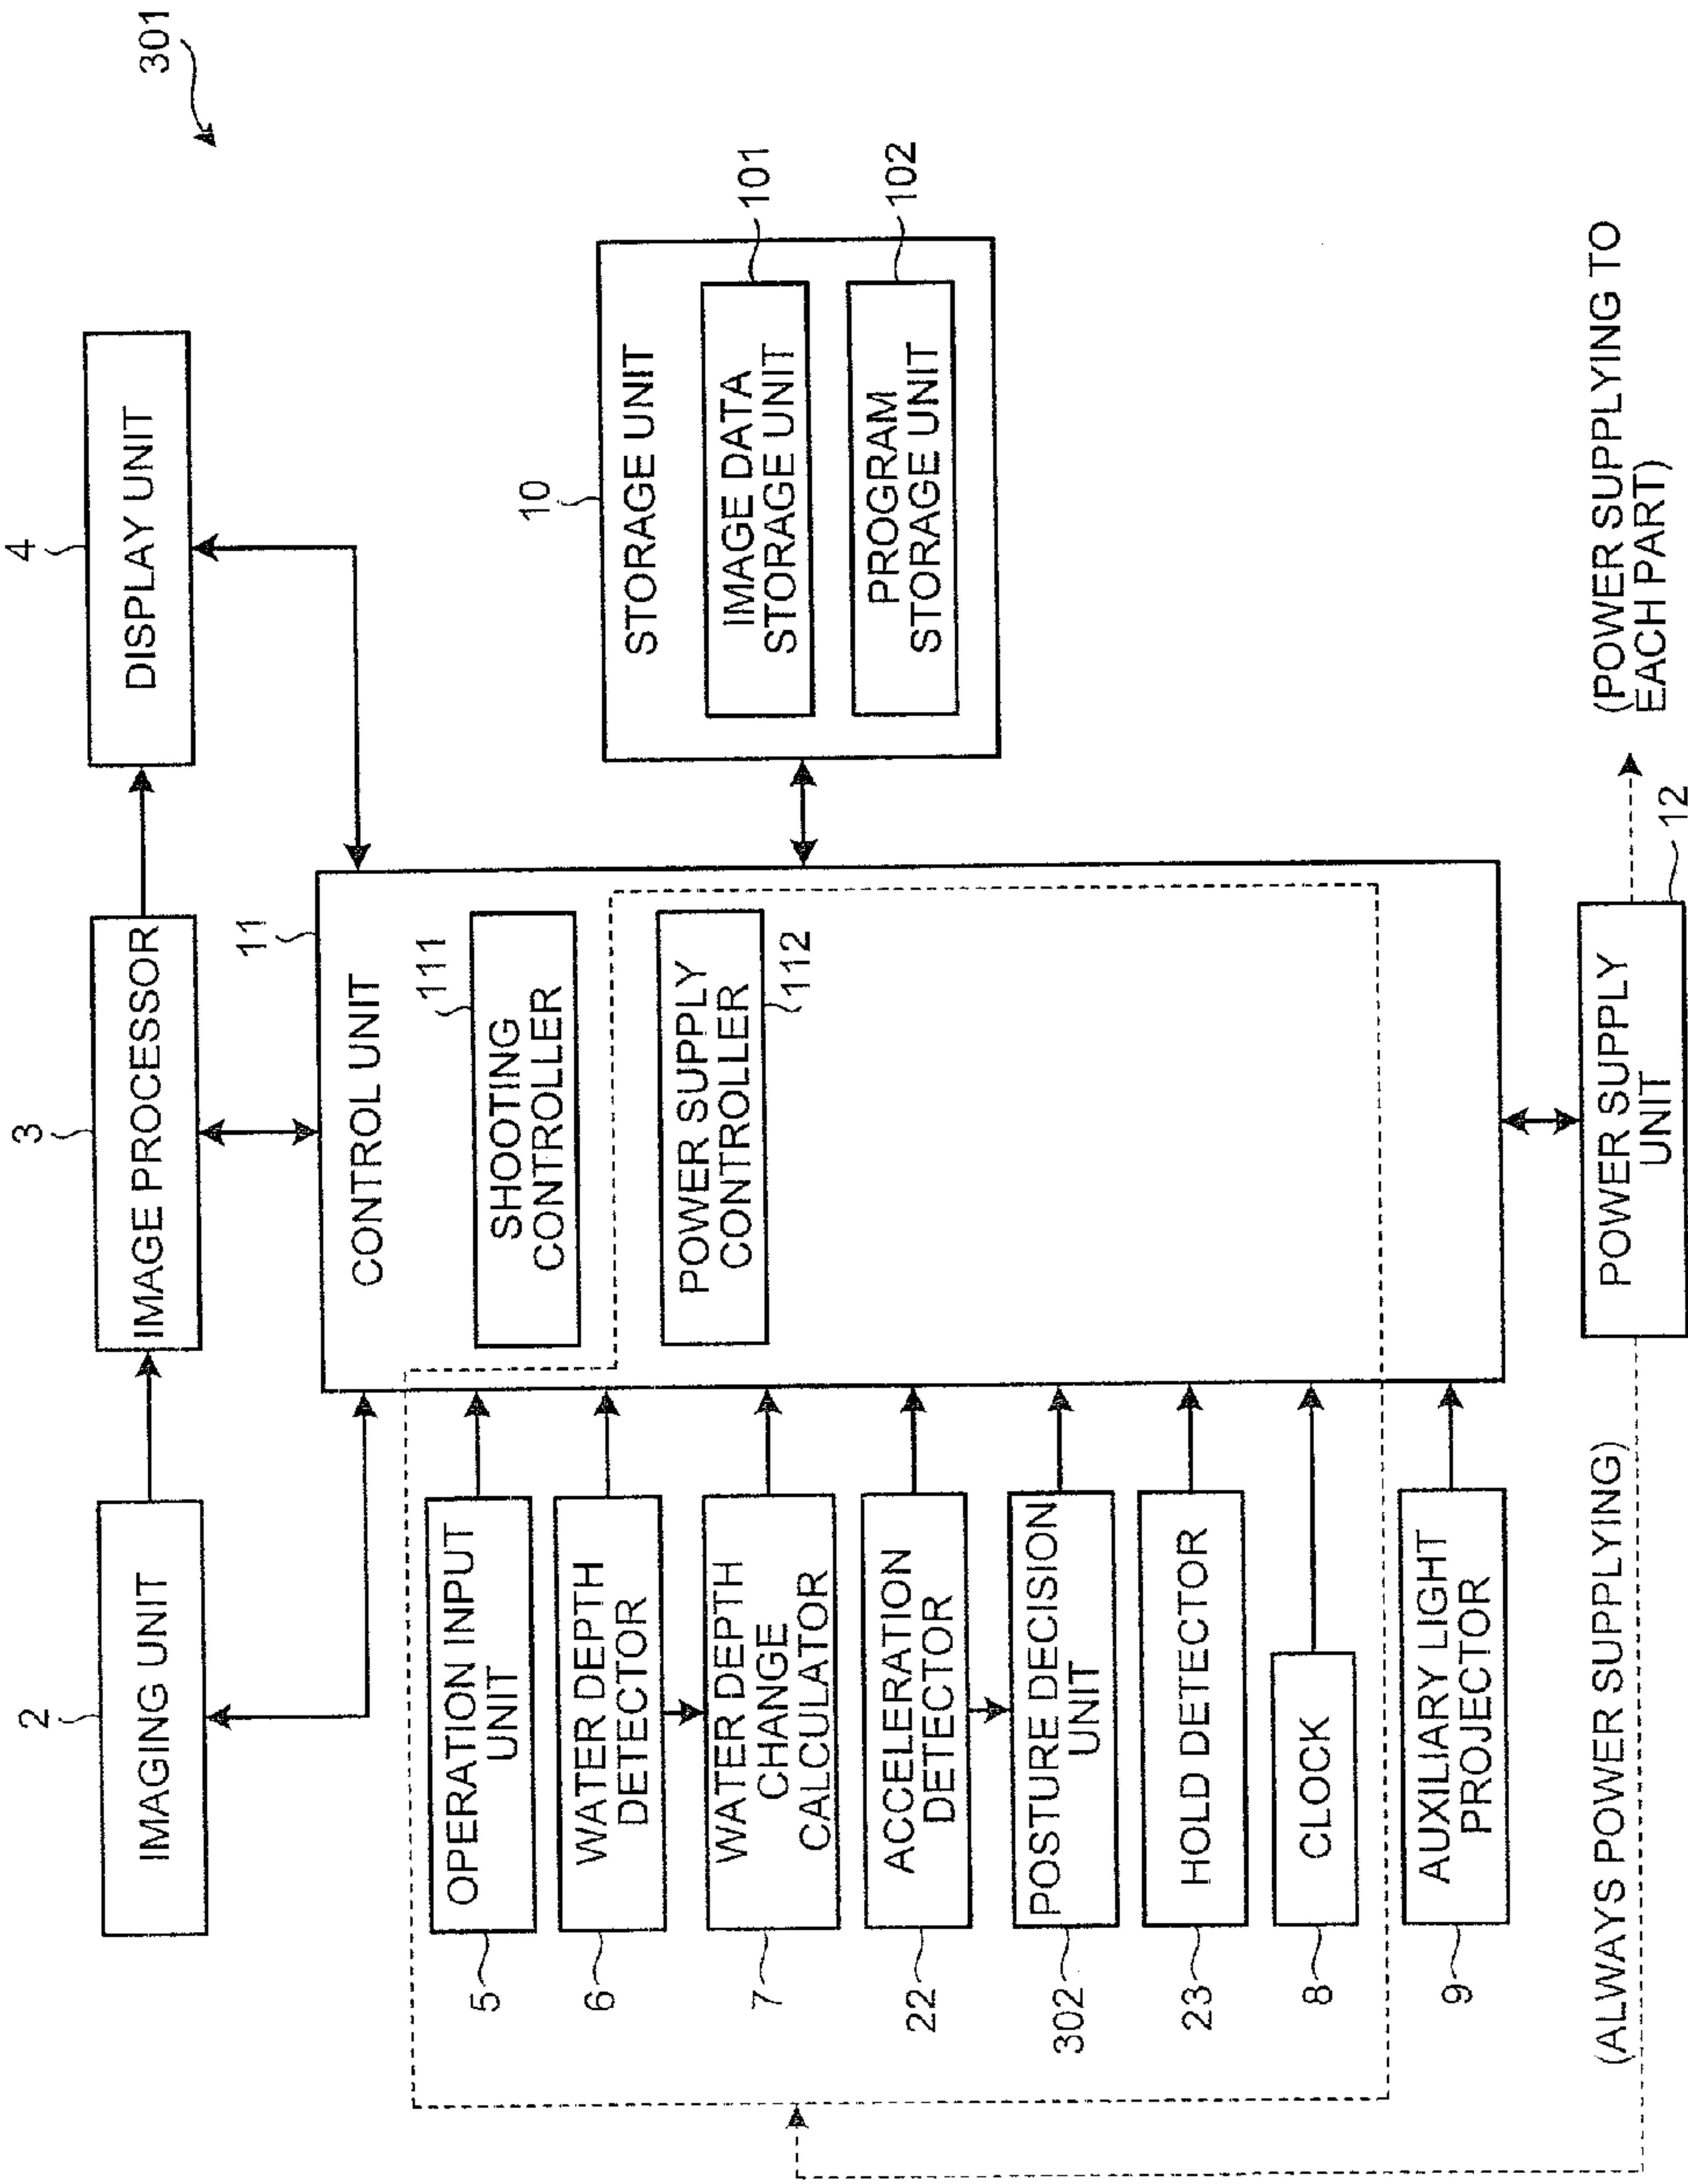 301
2
IMAGING UNIT
3
IMAGE PROCESSOR
4
DISPLAY UNIT
11
CONTROL UNIT
111
SHOOTING
CONTROLLER
POWER SUPPLY
CONTROLLER
112
10
STORAGE UNIT
IMAGE DATA
STORAGE UNIT
101
PROGRAM
STORAGE UNIT
102
5
OPERATION INPUT
UNIT
6
WATER DEPTH
DETECTOR
7
WATER DEPTH
CHANGE
CALCULATOR
22
ACCELERATION
DETECTOR
302
POSTURE DECISION
UNIT
23
HOLD DETECTOR
8
CLOCK
9
AUXILIARY LIGHT
PROJECTOR
(ALWAYS POWER SUPPLYING)
POWER SUPPLY
UNIT
12
(POWER SUPPLYING TO
EACH PART)